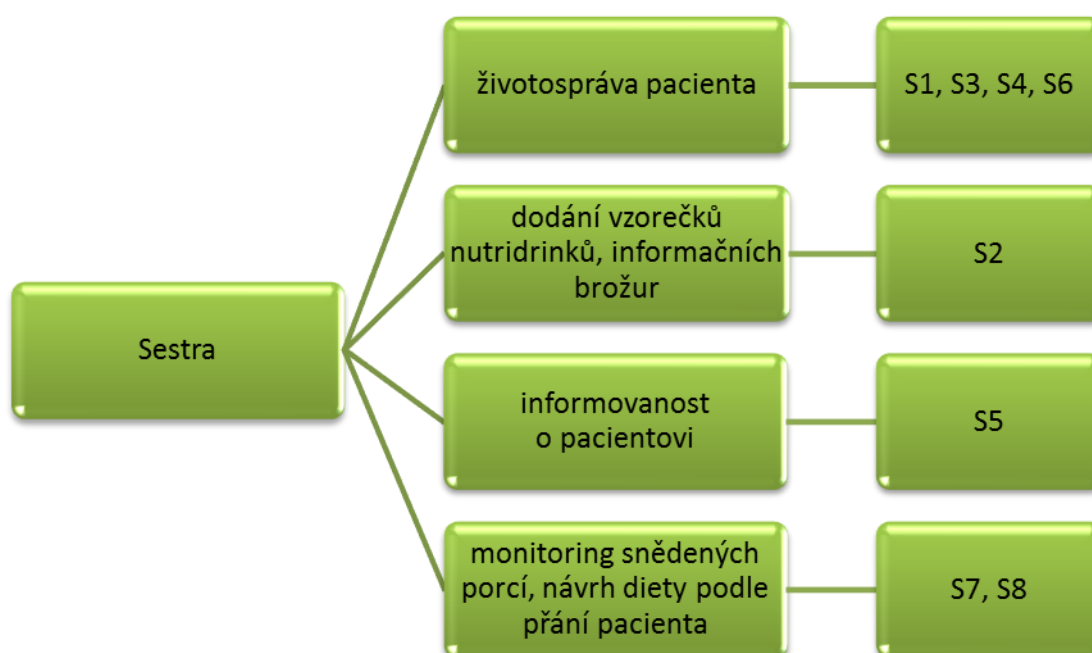 Sestra
životospráva pacienta
S1, S3, S4, S6
dodání vzorečků
nutridrinků, informačních
brožur
S2
informovanost
o pacientovi
S5
monitoring snědených
porcí, návrh diety podle
přání pacienta
S7, S8